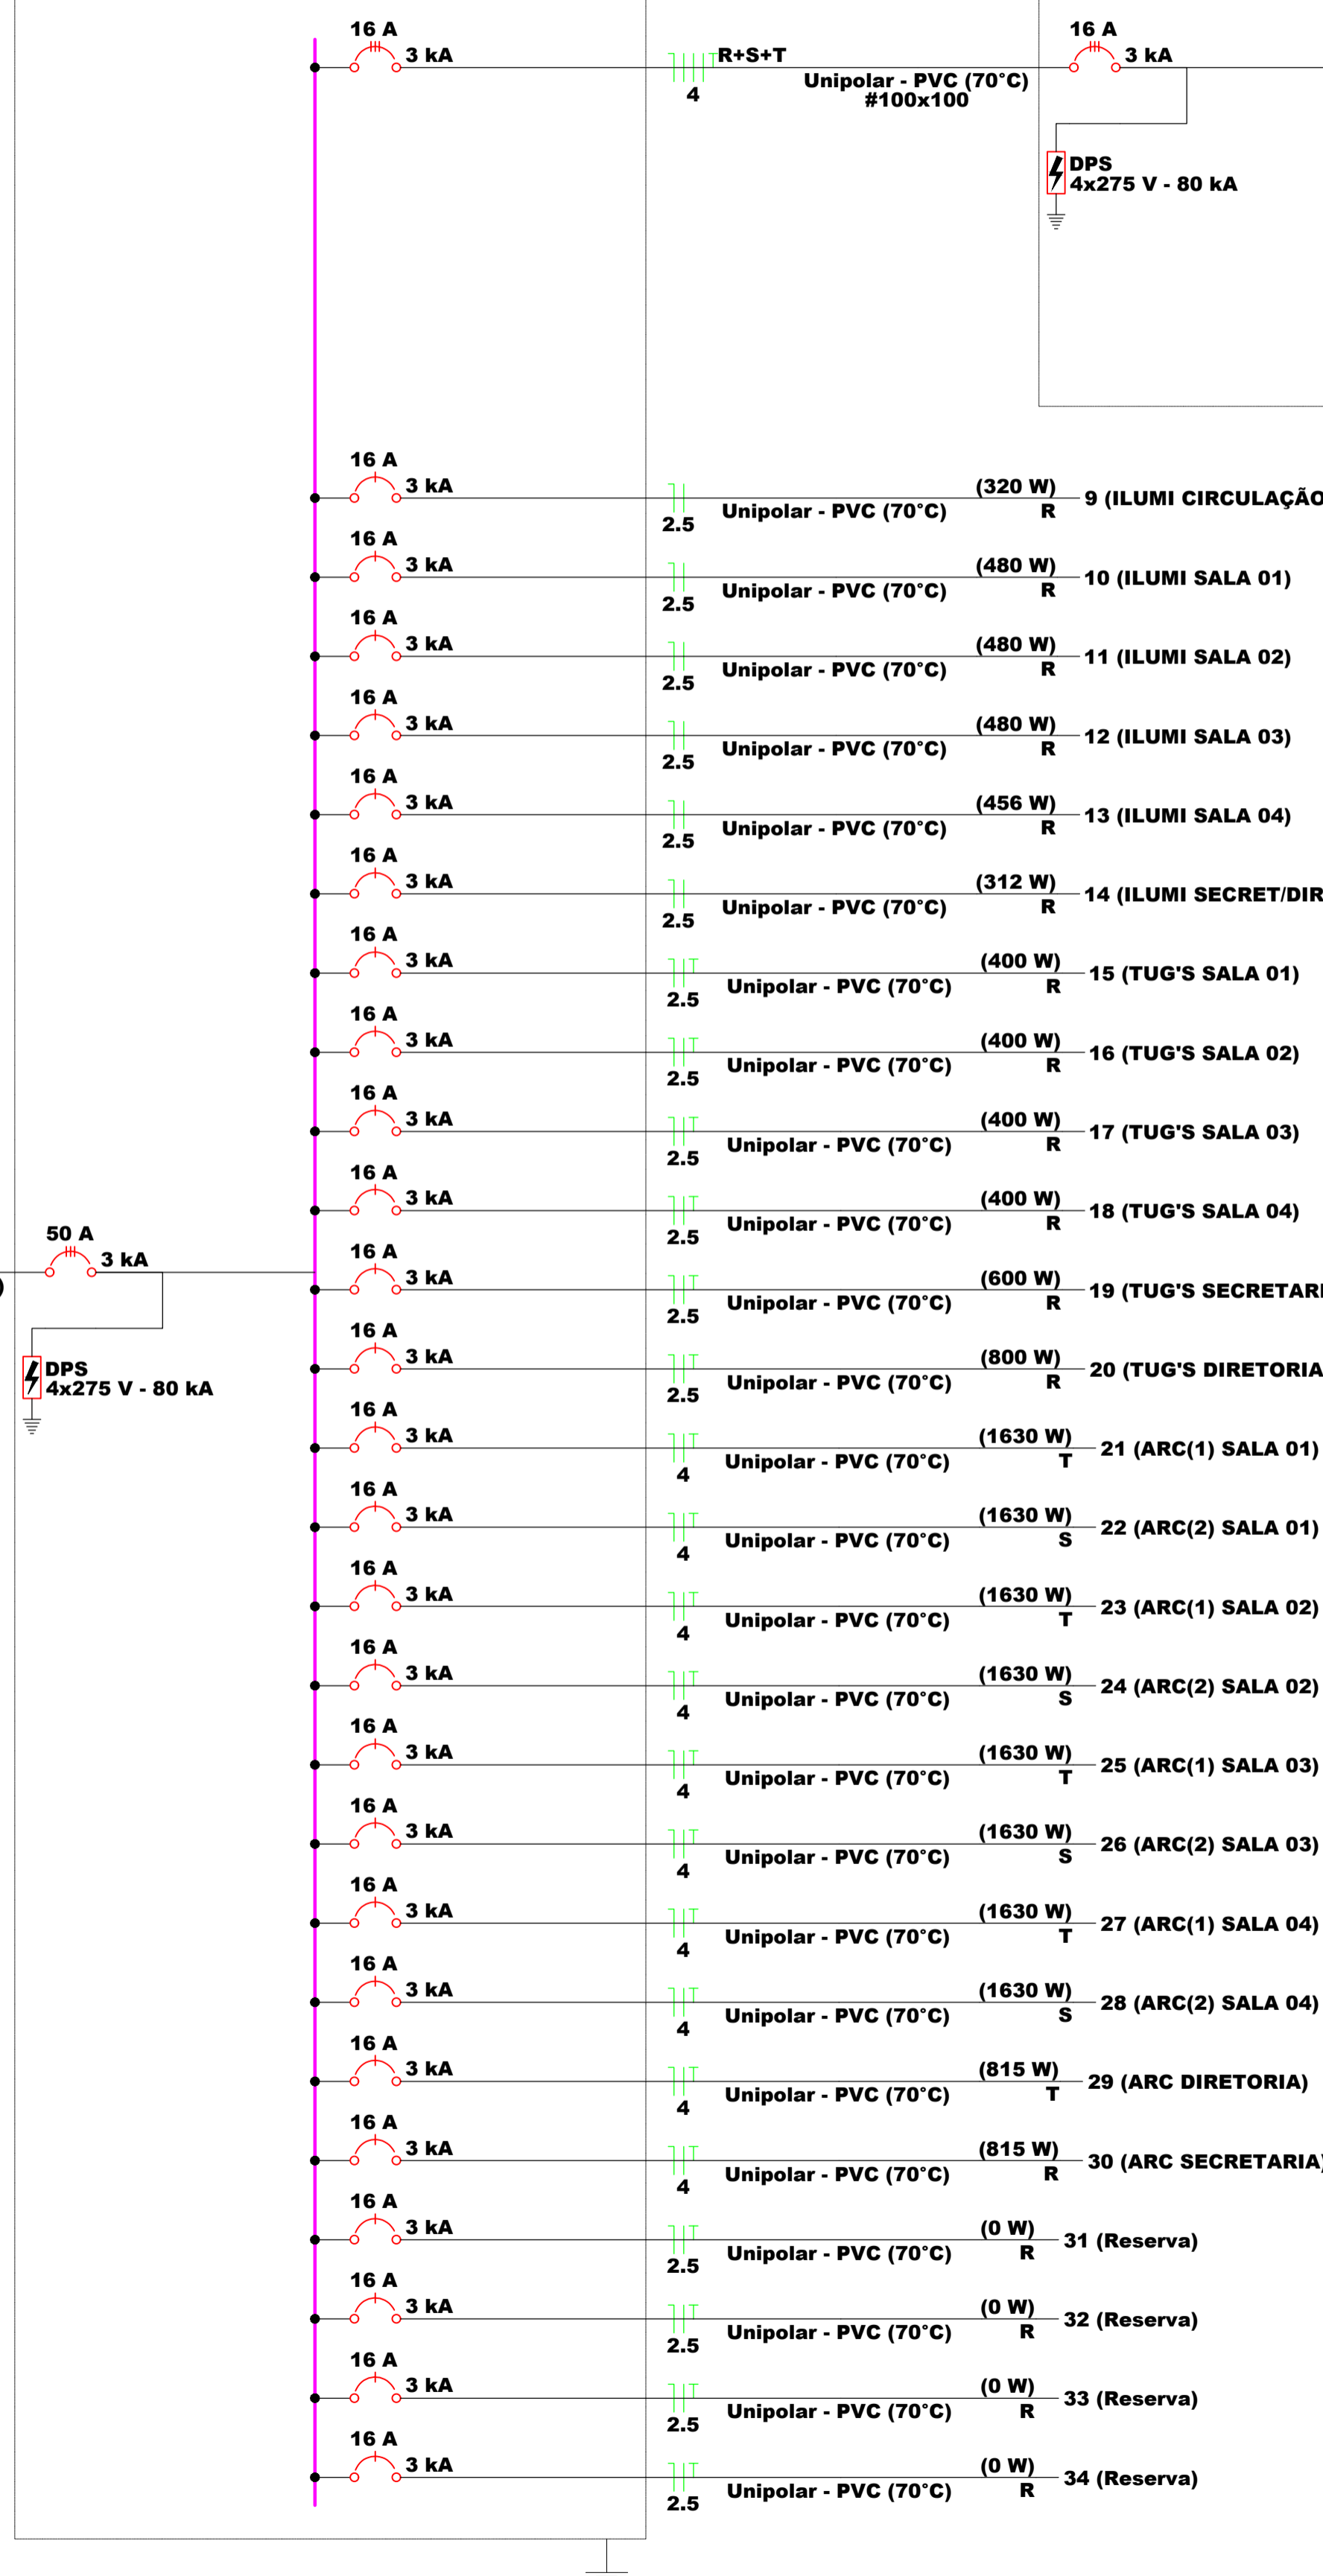 16 A
3 kA
R+S+T
4
Unipolar - PVC (70°C)
#100x100
16 A
3 kA
DPS
4x275 V - 80 kA
16 A
3 kA
2.5
Unipolar - PVC (70°C)
(320 W)
R
9 (ILUMI CIRCULAÇÃO
16 A
3 kA
2.5
Unipolar - PVC (70°C)
(480 W)
R
10 (ILUMI SALA 01)
16 A
3 kA
2.5
Unipolar - PVC (70°C)
(480 W)
R
11 (ILUMI SALA 02)
16 A
3 kA
2.5
Unipolar - PVC (70°C)
(480 W)
R
12 (ILUMI SALA 03)
16 A
3 kA
2.5
Unipolar - PVC (70°C)
(456 W)
R
13 (ILUMI SALA 04)
16 A
3 kA
2.5
Unipolar - PVC (70°C)
(312 W)
R
14 (ILUMI SECRET/DIR
16 A
3 kA
2.5
Unipolar - PVC (70°C)
(400 W)
R
15 (TUG'S SALA 01)
16 A
3 kA
2.5
Unipolar - PVC (70°C)
(400 W)
R
16 (TUG'S SALA 02)
16 A
3 kA
2.5
Unipolar - PVC (70°C)
(400 W)
R
17 (TUG'S SALA 03)
16 A
3 kA
2.5
Unipolar - PVC (70°C)
(400 W)
R
18 (TUG'S SALA 04)
50 A
3 kA
DPS
4x275 V - 80 kA
16 A
3 kA
2.5
Unipolar - PVC (70°C)
(600 W)
R
19 (TUG'S SECRETARI
16 A
3 kA
2.5
Unipolar - PVC (70°C)
(800 W)
R
20 (TUG'S DIRETORIA
16 A
3 kA
4
Unipolar - PVC (70°C)
(1630 W)
T
21 (ARC(1) SALA 01)
16 A
3 kA
4
Unipolar - PVC (70°C)
(1630 W)
S
22 (ARC(2) SALA 01)
16 A
3 kA
4
Unipolar - PVC (70°C)
(1630 W)
T
23 (ARC(1) SALA 02)
16 A
3 kA
4
Unipolar - PVC (70°C)
(1630 W)
S
24 (ARC(2) SALA 02)
16 A
3 kA
4
Unipolar - PVC (70°C)
(1630 W)
T
25 (ARC(1) SALA 03)
16 A
3 kA
4
Unipolar - PVC (70°C)
(1630 W)
S
26 (ARC(2) SALA 03)
16 A
3 kA
4
Unipolar - PVC (70°C)
(1630 W)
T
27 (ARC(1) SALA 04)
16 A
3 kA
4
Unipolar - PVC (70°C)
(1630 W)
S
28 (ARC(2) SALA 04)
16 A
3 kA
4
Unipolar - PVC (70°C)
(815 W)
T
29 (ARC DIRETORIA)
16 A
3 kA
4
Unipolar - PVC (70°C)
(815 W)
R
30 (ARC SECRETARIA)
16 A
3 kA
2.5
Unipolar - PVC (70°C)
(0 W)
R
31 (Reserva)
16 A
3 kA
2.5
Unipolar - PVC (70°C)
(0 W)
R
32 (Reserva)
16 A
3 kA
2.5
Unipolar - PVC (70°C)
(0 W)
R
33 (Reserva)
16 A
3 kA
2.5
Unipolar - PVC (70°C)
(0 W)
R
34 (Reserva)